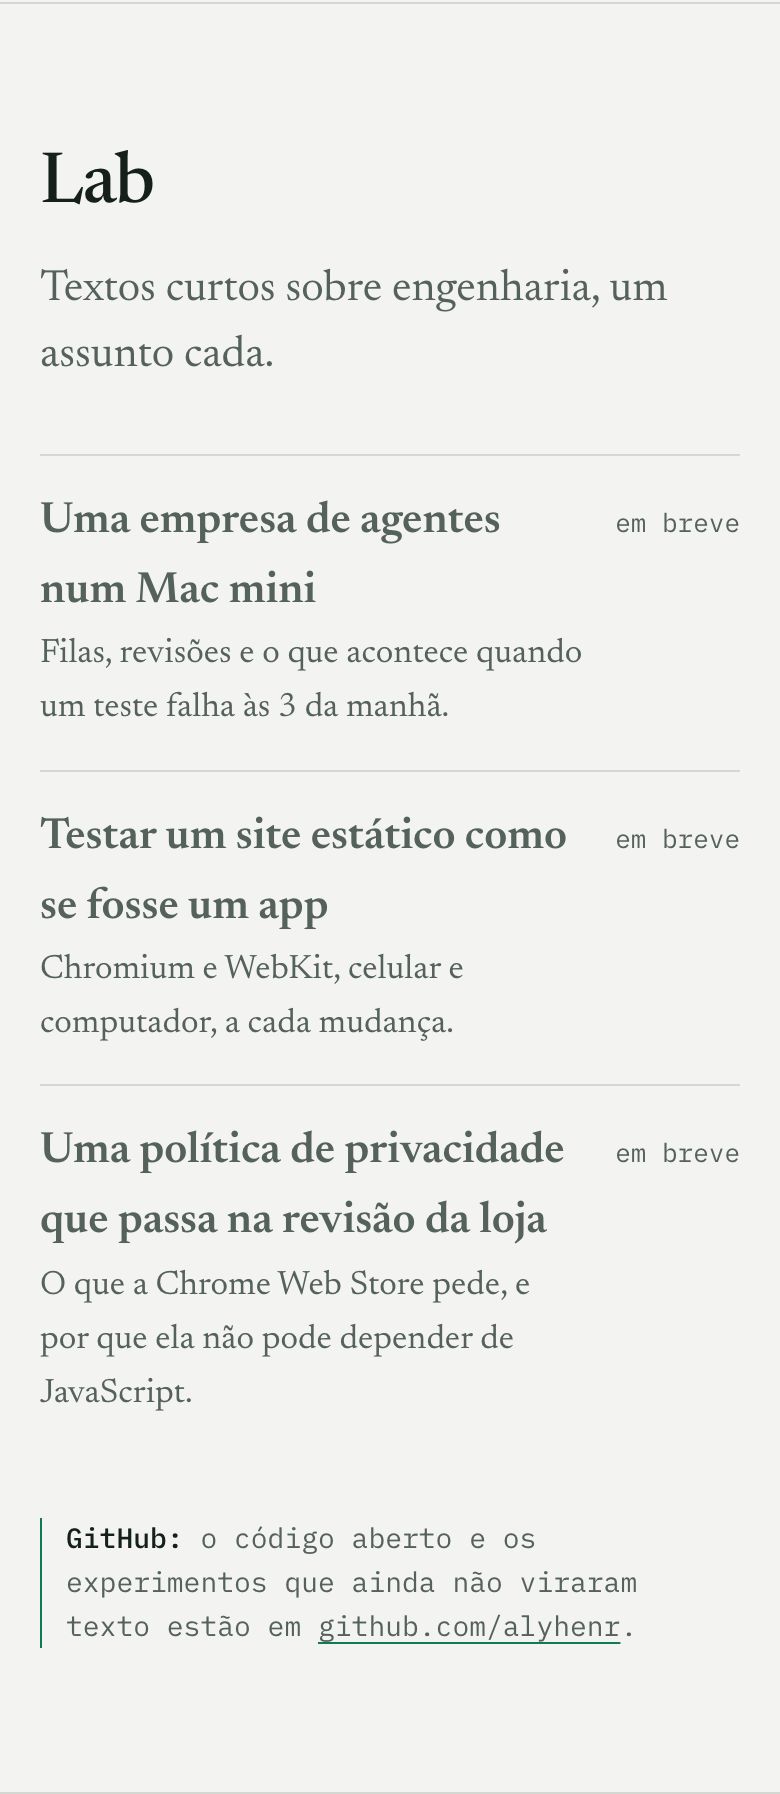 Lab
Textos curtos sobre engenharia, um
assunto cada.
Uma empresa de agentes
num Mac mini
em breve
Filas, revisões e o que acontece quando
um teste falha às 3 da manhã.
Testar um site estático como
se fosse um app
em breve
Chromium e WebKit, celular e
computador, a cada mudança.
Uma política de privacidade
que passa na revisão da loja
em breve
O que a Chrome Web Store pede, e
por que ela não pode depender de
JavaScript.
GitHub: o código aberto e os
experimentos que ainda não viraram
texto estão em github.com/alyhenr.